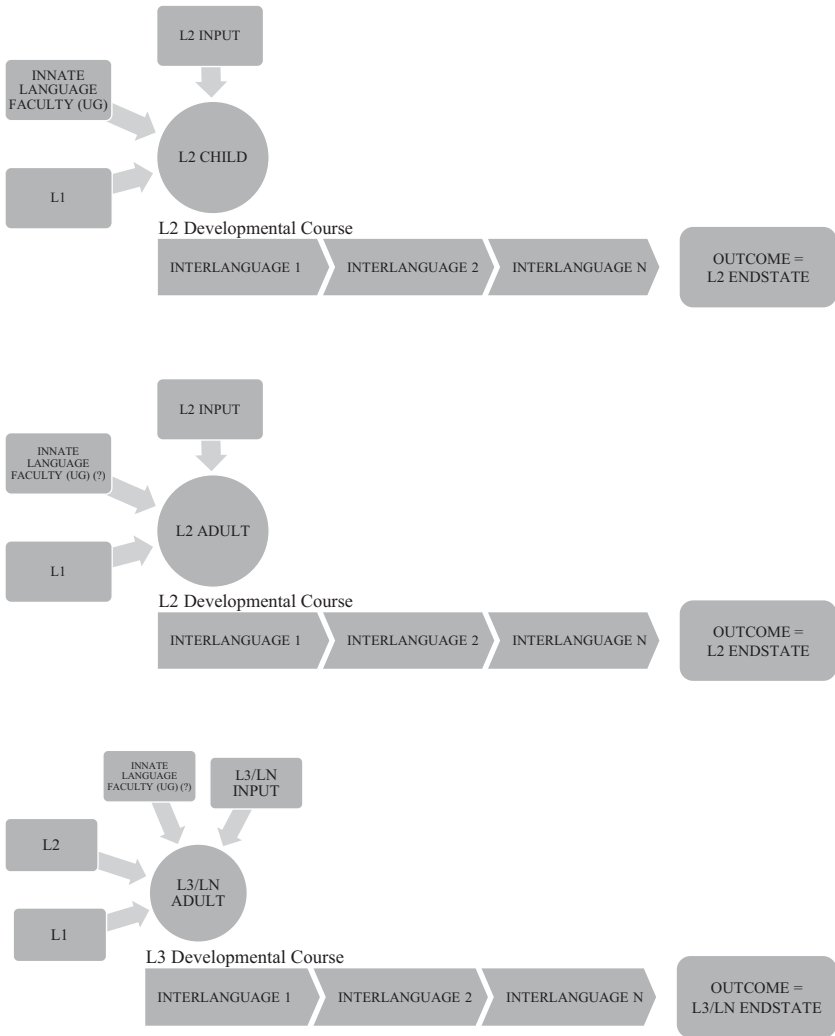 L2 INPUT
INNATE
LANGUAGE
FACULTY (UG)
L2 CHILD
L1
L2 Developmental Course
INTERLANGUAGE 1
INTERLANGUAGE 2
INTERLANGUAGE N
OUTCOME =
L2 ENDSTATE
L2 INPUT
INNATE
LANGUAGE
FACULTY (UG) (?)
L2 ADULT
L1
L2 Developmental Course
INTERLANGUAGE 1
INTERLANGUAGE 2
INTERLANGUAGE N
OUTCOME =
L2 ENDSTATE
INNATE
LANGUAGE
FACULTY (UG) (?)
L3/LN
INPUT
L2
L3/LN
ADULT
L1
L3 Developmental Course
INTERLANGUAGE 1
INTERLANGUAGE 2
INTERLANGUAGE N
OUTCOME =
L3/LN ENDSTATE